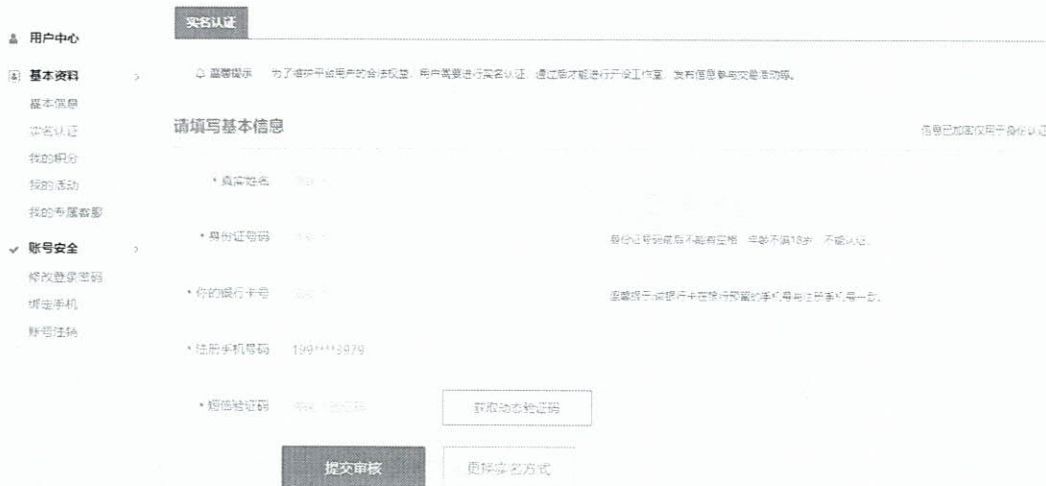 实名认证
用户中心
基本资料
温馨提示 为了维护平台用户的合法权益，用户需要进行实名认证，通过后才能进行开设工作室，发布信息参与交易活动等。
基本信息
请填写基本信息
信息已加密仅用于身份认证
实名认证
我的积分
* 真实姓名
我的活动
我的专属客服
* 身份证号码
身份证号码前后不能有空格，年龄不满18岁，不能认证。
账号安全
修改登录密码
* 你的银行卡号
温馨提示:该银行卡在银行预留的手机号与注册手机号一致。
绑定手机
账号注销
* 注册手机号码 199****3979
* 短信验证码
获取动态验证码
提交审核
更换实名方式